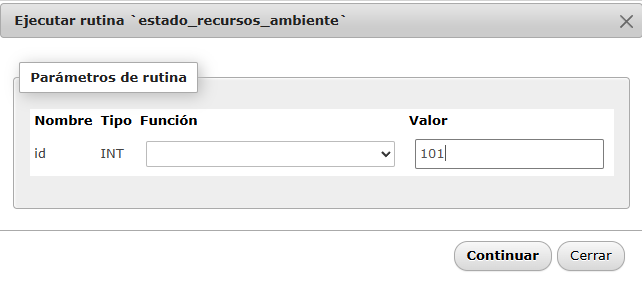 Ejecutar rutina `estado_recursos_ambiente`
Parámetros de rutina
Nombre Tipo Función Valor
id INT 101
Continuar Cerrar